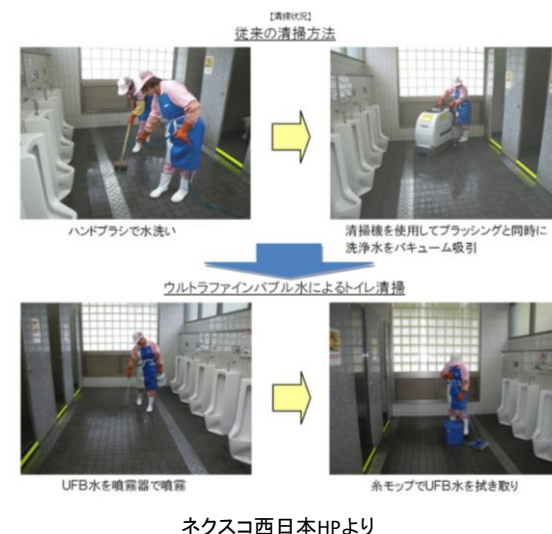 【清掃状況】
従来の清掃方法
ハンドブラシで水洗い
清掃機を使用してブラッシングと同時に
洗浄水をバキューム吸引
ウルトラファインバブル水によるトイレ清掃
UFB水を噴霧器で噴霧
糸モップでUFB水を拭き取り
ネクスコ西日本HPより